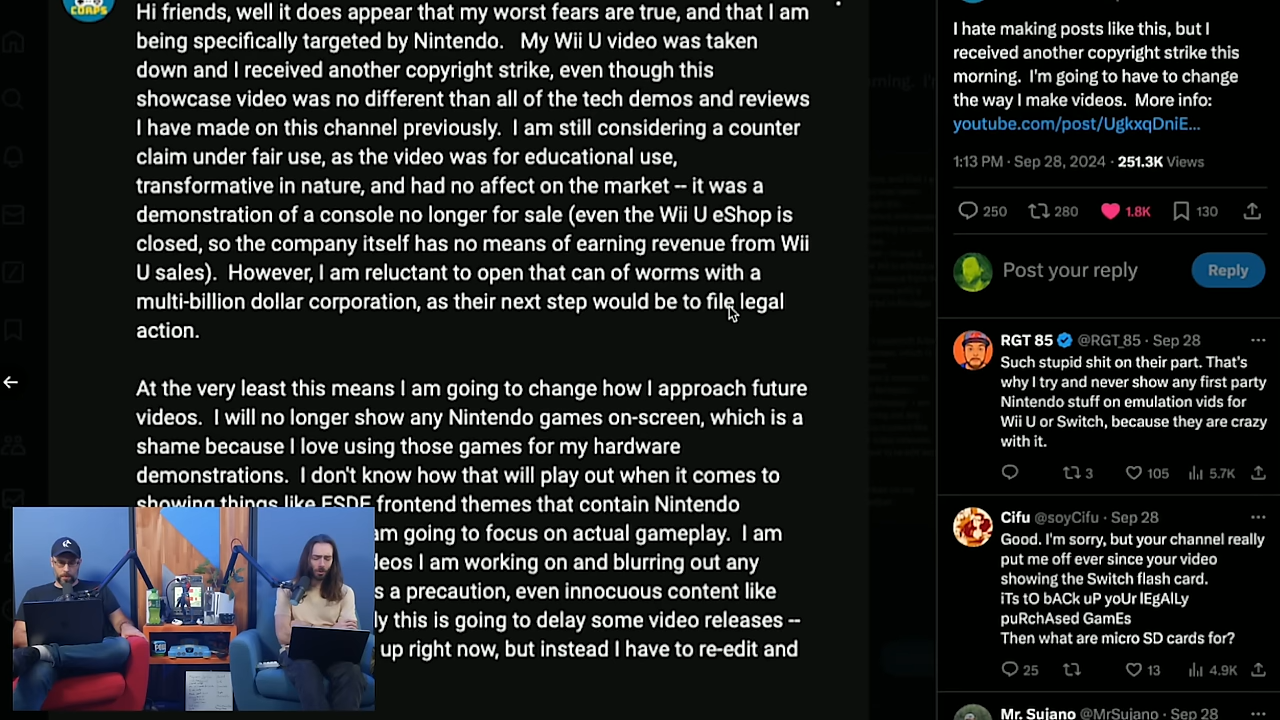 CORPS
Hi friends, well it does appear that my worst fears are true, and that I am
being specifically targeted by Nintendo. My Wii U video was taken
down and I received another copyright strike, even though this
showcase video was no different than all of the tech demos and reviews
I have made on this channel previously. I am still considering a counter
claim under fair use, as the video was for educational use,
transformative in nature, and had no affect on the market -- it was a
demonstration of a console no longer for sale (even the Wii U eShop is
closed, so the company itself has no means of earning revenue from Wii
U sales). However, I am reluctant to open that can of worms with a
multi-billion dollar corporation, as their next step would be to file legal
action.
At the very least this means I am going to change how I approach future
videos. I will no longer show any Nintendo games on-screen, which is a
shame because I love using those games for my hardware
demonstrations. I don't know how that will play out when it comes to
showing things like ESDE frontend themes that contain Nintendo
am going to focus on actual gameplay. I am
deos I am working on and blurring out any
s a precaution, even innocuous content like
ly this is going to delay some video releases --
up right now, but instead I have to re-edit and
I hate making posts like this, but I
received another copyright strike this
morning. I'm going to have to change
the way I make videos. More info:
youtube.com/post/UgkxqDniE...
1:13 PM · Sep 28, 2024 · 251.3K Views
250 280 1.8K 130
Post your reply
Reply
RGT 85 @RGT_85 · Sep 28
Such stupid shit on their part. That's
why I try and never show any first party
Nintendo stuff on emulation vids for
Wii U or Switch, because they are crazy
with it.
3 105 5.7K
Cifu @soyCifu · Sep 28
Good. I'm sorry, but your channel really
put me off ever since your video
showing the Switch flash card.
iTs tO bACk uP yoUr lEgAlLy
puRchAsed GamEs
Then what are micro SD cards for?
25 13 4.9K
Mr. Sujano @MrSujano · Sep 28